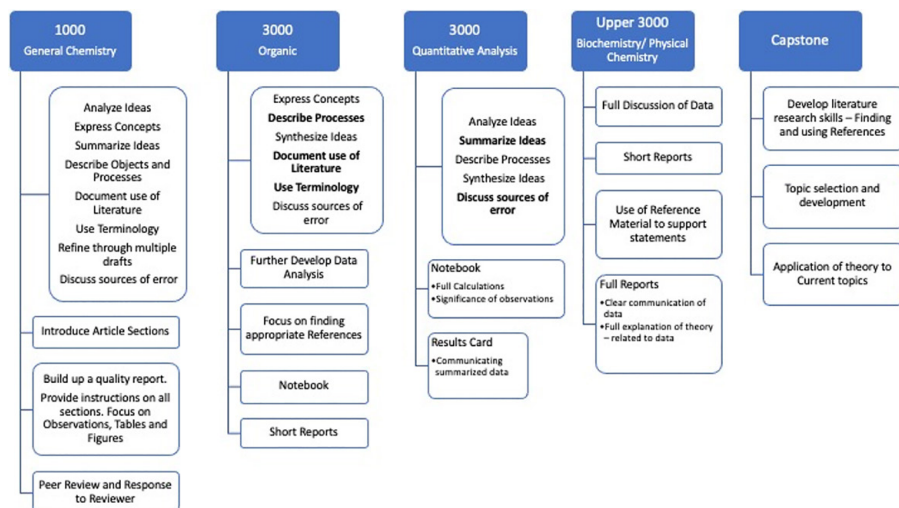 1000
General Chemistry
Analyze Ideas
Express Concepts
Summarize Ideas
Describe Objects and
Processes
Document use of
Literature
Use Terminology
Refine through multiple
drafts
Discuss sources of error
Introduce Article Sections
Build up a quality report.
Provide instructions on all
sections. Focus on
Observations, Tables and
Figures
Peer Review and Response
to Reviewer
3000
Organic
Express Concepts
Describe Processes
Synthesize Ideas
Document use of
Literature
Use Terminology
Discuss sources of
error
Further Develop Data
Analysis
Focus on finding
appropriate References
Notebook
Short Reports
3000
Quantitative Analysis
Analyze Ideas
Summarize Ideas
Describe Processes
Synthesize Ideas
Discuss sources of
error
Notebook
•Full Calculations
•Significance of observations
Results Card
•Communicating
summarized data
Upper 3000
Biochemistry/ Physical
Chemistry
Full Discussion of Data
Short Reports
Use of Reference
Material to support
statements
Full Reports
•Clear communication of
data
•Full explanation of theory
– related to data
Capstone
Develop literature
research skills – Finding
and using References
Topic selection and
development
Application of theory to
Current topics